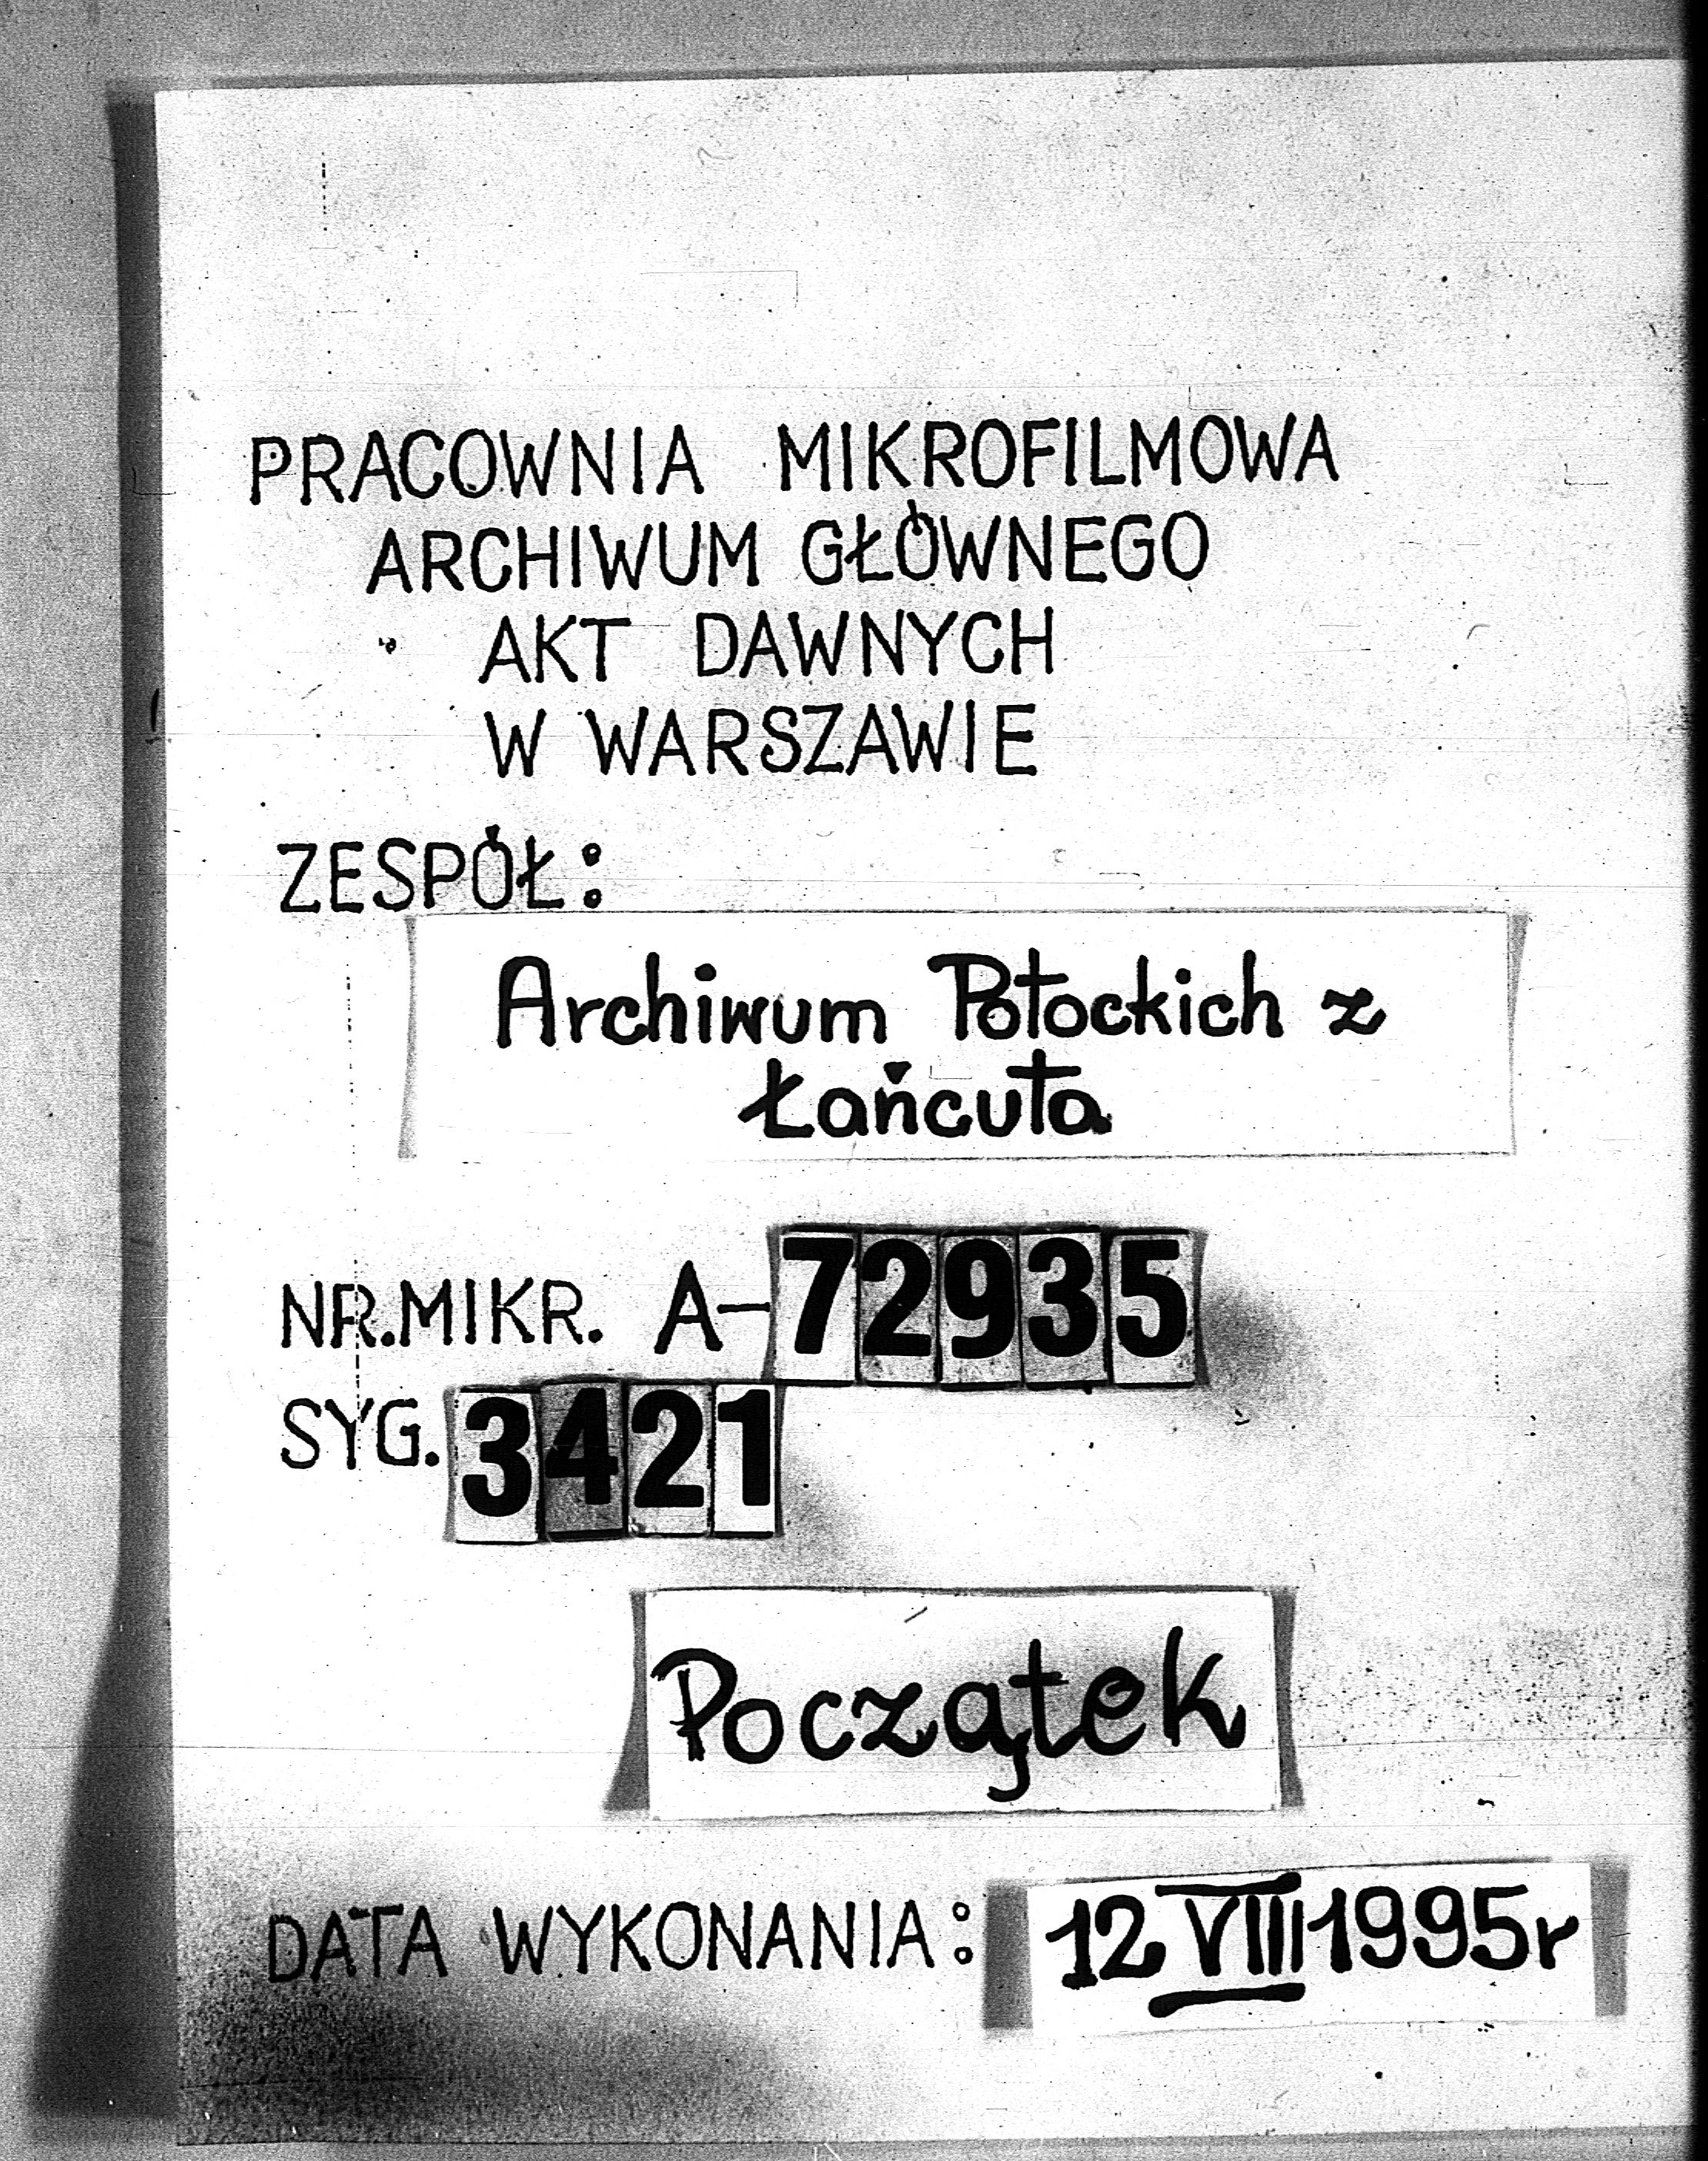 PRACOWNIA MIKROFILMOWA
ARCHIWUM GŁÓWNEGO
AKT DAWNYCH
W WARSZAWIE
ZESPÓŁ:
Archiwum Potockich z
Łańcuta
NR.MIKR. A-72935
SYG. 3421
Początek
DATA WYKONANIA: 12 VIII 1995r